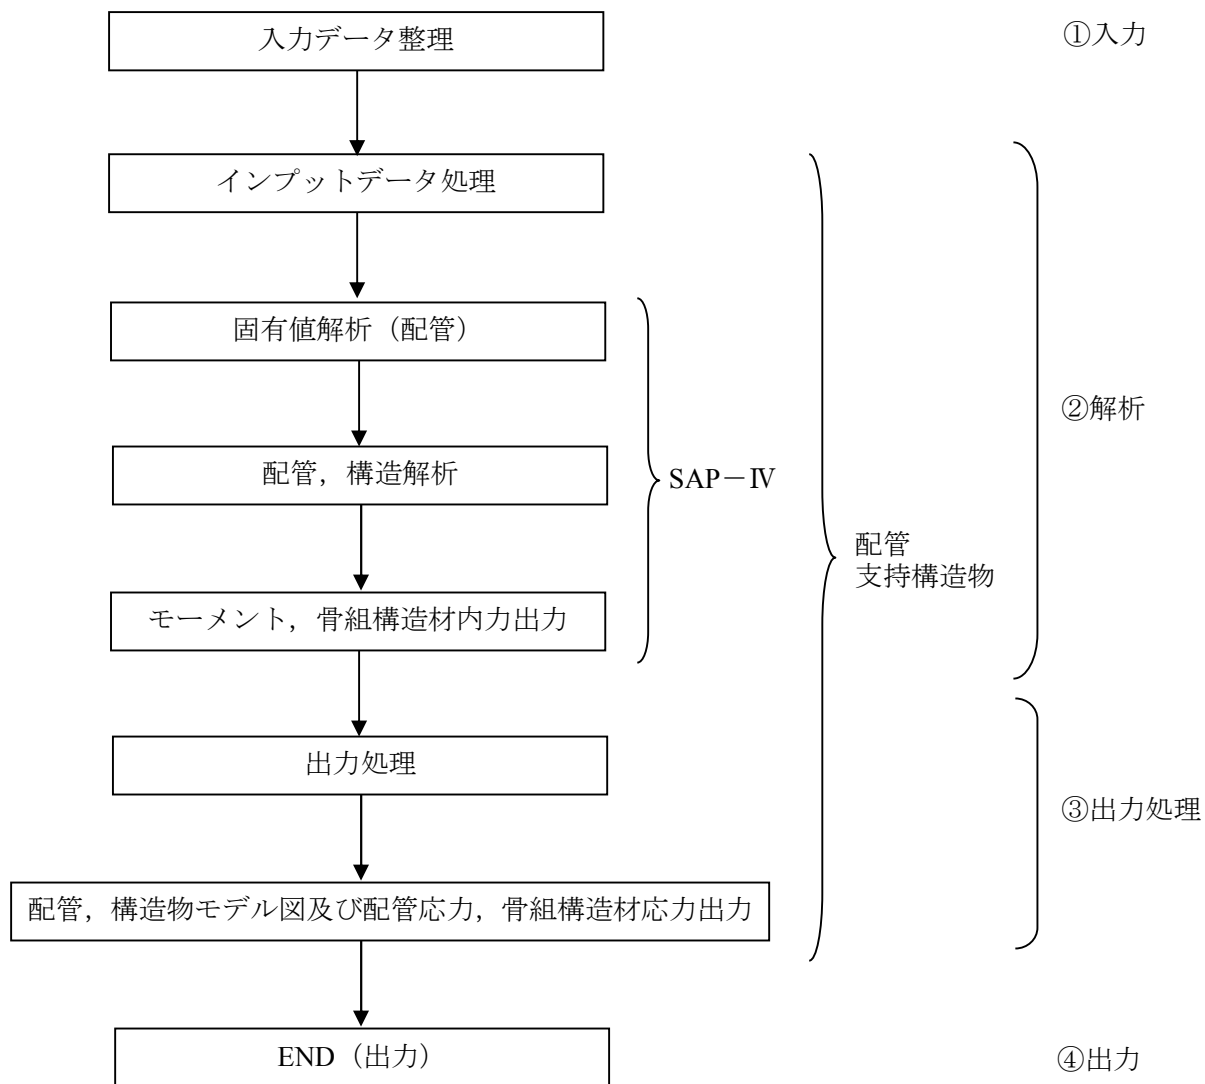 入力データ整理
①入力
インプットデータ処理
固有値解析（配管）
②解析
配管，構造解析
SAP－Ⅳ
配管
支持構造物
モーメント，骨組構造材内力出力
出力処理
③出力処理
配管，構造物モデル図及び配管応力，骨組構造材応力出力
END（出力）
④出力